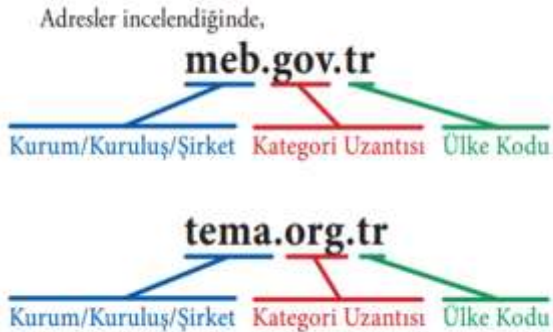 Adresler incelendiğinde,
meb.gov.tr
Kurum/Kuruluş/Şirket Kategori Uzantısı Ülke Kodu
tema.org.tr
Kurum/Kuruluş/Şirket Kategori Uzantısı Ülke Kodu